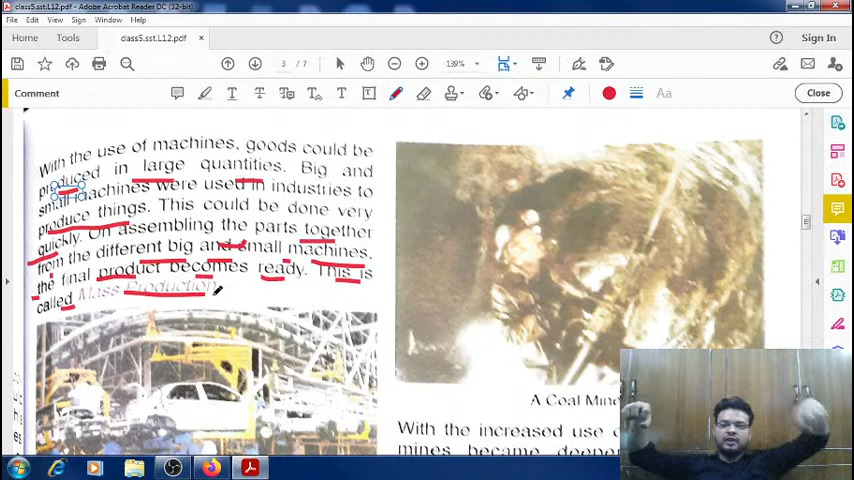 class5.sst.L12.pdf - Adobe Acrobat Reader DC (32-bit)
File Edit View Sign Window Help
Home Tools class5.sst.L12.pdf × Sign In
3 / 7 139%
Comment Aa Close
With the use of machines, goods could be
produced in large quantities. Big and
small machines were used in industries to
produce things. This could be done very
quickly. On assembling the parts together
from the different big and small machines,
the final product becomes ready. This is
called Mass Production
A Coal Mine
With the increased use
mines became